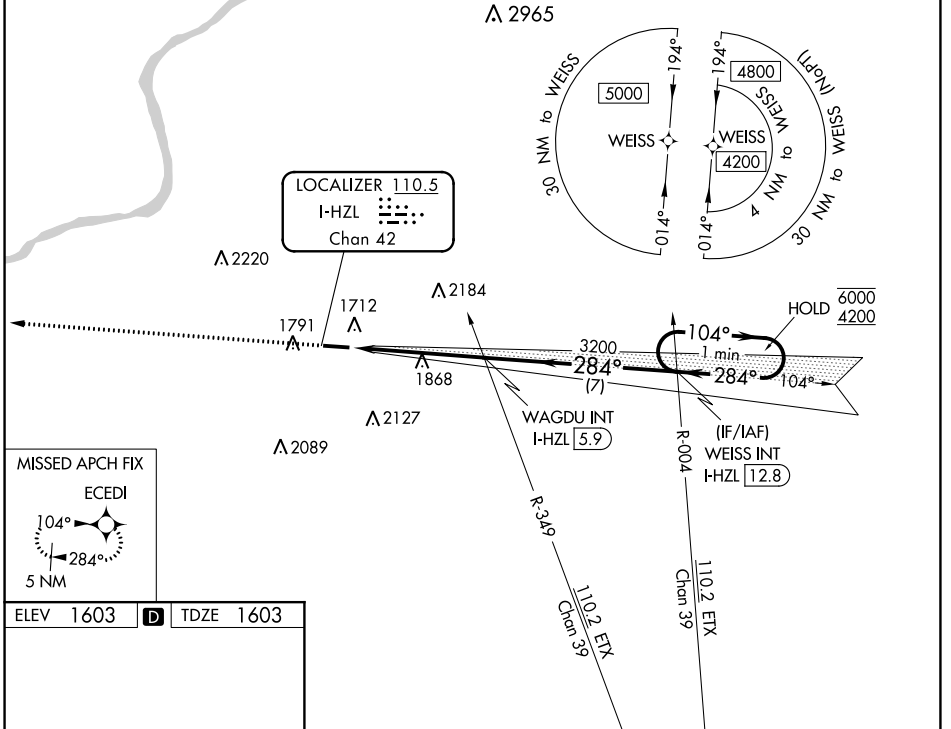 2965
30 NM to WEISS
5000
194°
WEISS
014°
194°
4800
WEISS
4200
4 NM to WEISS
014°
30 NM to WEISS (NoPT)
LOCALIZER 110.5
I-HZL
Chan 42
2220
1791
1712
2184
HOLD 6000
4200
104°
1 min
3200
284°
(7)
284°
104°
1868
WAGDU INT
I-HZL 5.9
(IF/IAF)
WEISS INT
I-HZL 12.8
2127
2089
R-004
R-349
110.2 ETX
Chan 39
110.2 ETX
Chan 39
MISSED APCH FIX
ECEDI
104°
284°
5 NM
ELEV 1603 D TDZE 1603